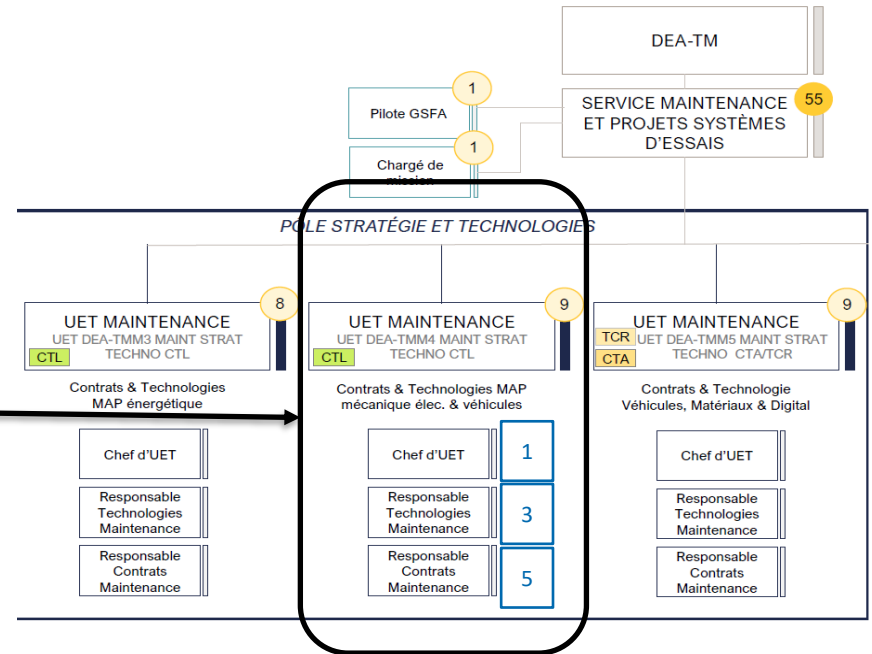 DEA-TM
1
Pilote GSFA
SERVICE MAINTENANCE
ET PROJETS SYSTÈMES
D'ESSAIS
55
1
Chargé de
mission
PÔLE STRATÉGIE ET TECHNOLOGIES
8
UET MAINTENANCE
UET DEA-TMM3 MAINT STRAT
TECHNO CTL
CTL
Contrats & Technologies
MAP énergétique
Chef d'UET
Responsable
Technologies
Maintenance
Responsable
Contrats
Maintenance
9
UET MAINTENANCE
UET DEA-TMM4 MAINT STRAT
TECHNO CTL
CTL
Contrats & Technologies MAP
mécanique élec. & véhicules
Chef d'UET
1
Responsable
Technologies
Maintenance
3
Responsable
Contrats
Maintenance
5
9
UET MAINTENANCE
TCR
UET DEA-TMM5 MAINT STRAT
TECHNO CTA/TCR
CTA
Contrats & Technologie
Véhicules, Matériaux & Digital
Chef d'UET
Responsable
Technologies
Maintenance
Responsable
Contrats
Maintenance